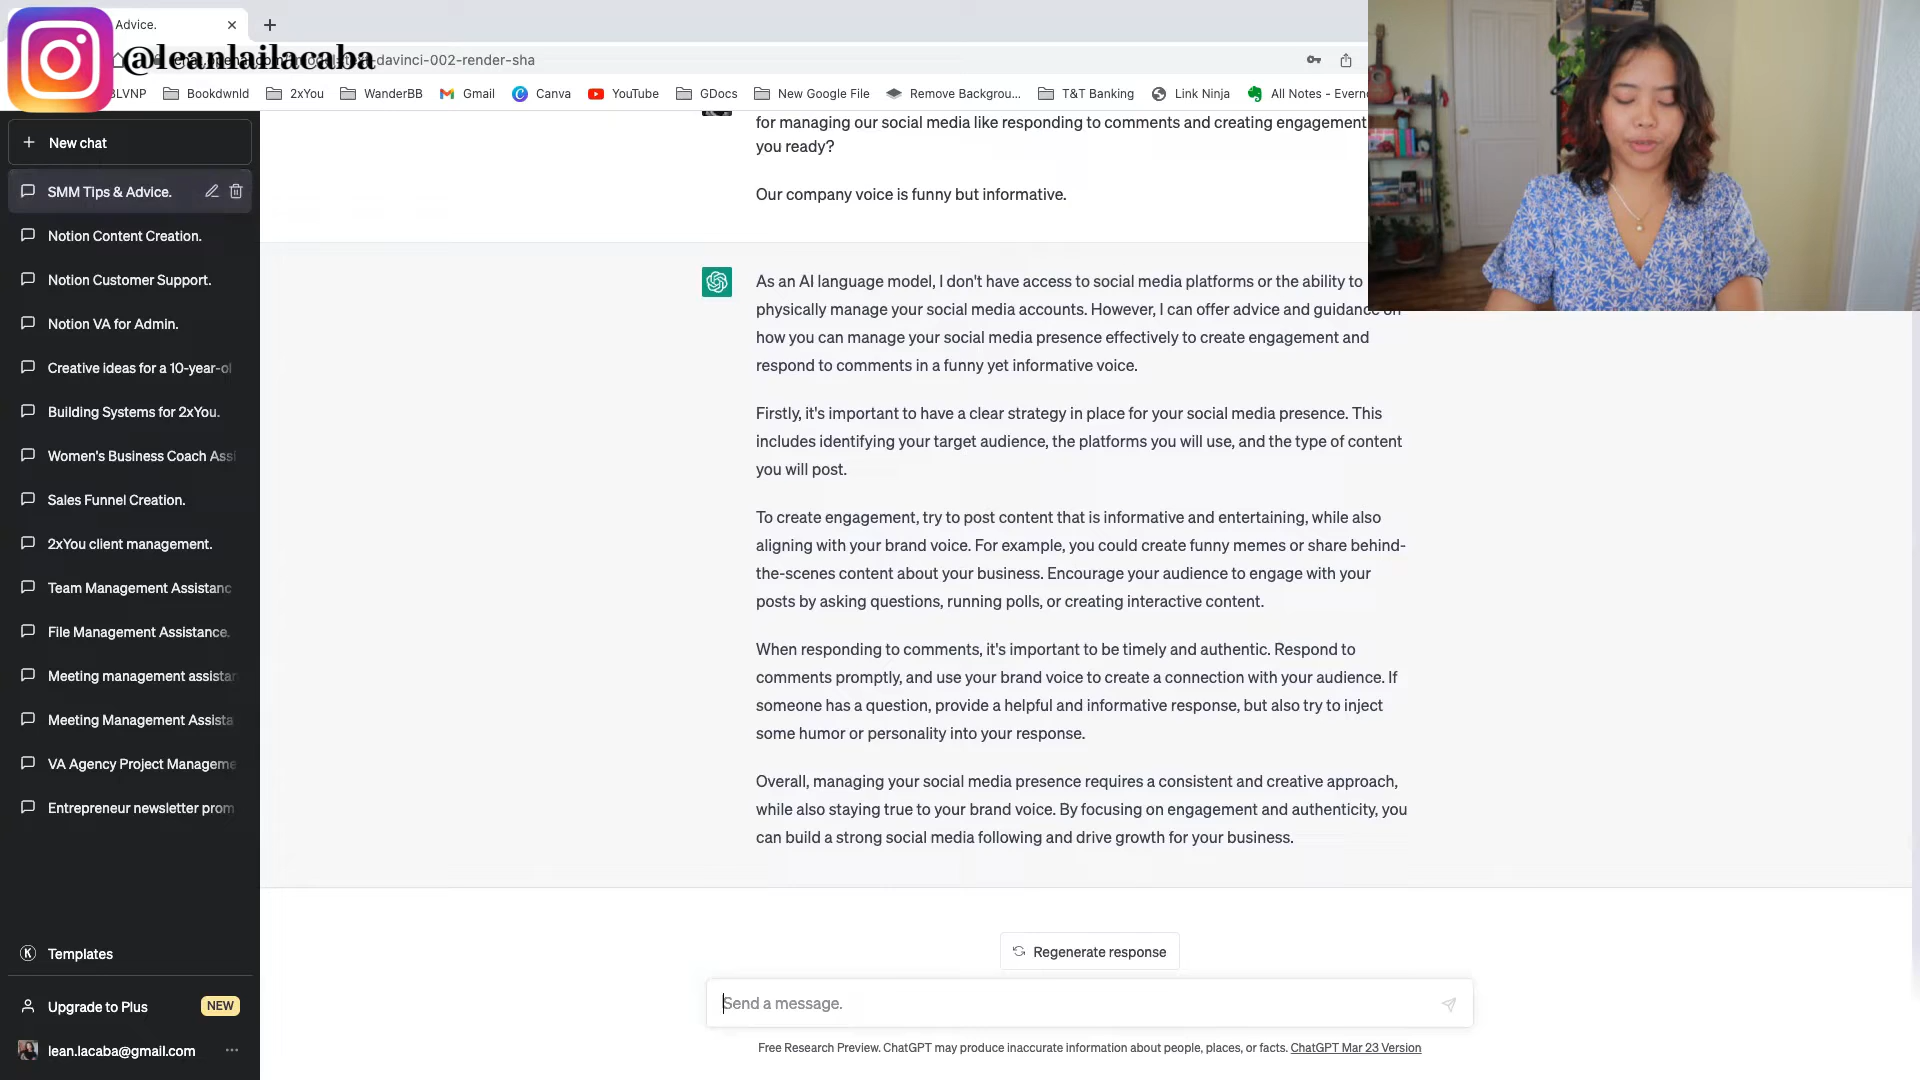 Advice.
@leanlailacaba
davinci-002-render-sha
BLVNP
Bookdwnld
2xYou
WanderBB
Gmail
Canva
YouTube
GDocs
New Google File
Remove Backgrou...
T&T Banking
Link Ninja
All Notes - Evern
New chat
SMM Tips & Advice.
Notion Content Creation.
Notion Customer Support.
Notion VA for Admin.
Creative ideas for a 10-year-ol
Building Systems for 2xYou.
Women's Business Coach Assi
Sales Funnel Creation.
2xYou client management.
Team Management Assistanc
File Management Assistance.
Meeting management assistan
Meeting Management Assista
VA Agency Project Manageme
Entrepreneur newsletter prom
Templates
Upgrade to Plus
NEW
lean.lacaba@gmail.com
for managing our social media like responding to comments and creating engagement
you ready?
Our company voice is funny but informative.
As an AI language model, I don't have access to social media platforms or the ability to
physically manage your social media accounts. However, I can offer advice and guidance on
how you can manage your social media presence effectively to create engagement and
respond to comments in a funny yet informative voice.
Firstly, it's important to have a clear strategy in place for your social media presence. This
includes identifying your target audience, the platforms you will use, and the type of content
you will post.
To create engagement, try to post content that is informative and entertaining, while also
aligning with your brand voice. For example, you could create funny memes or share behind-
the-scenes content about your business. Encourage your audience to engage with your
posts by asking questions, running polls, or creating interactive content.
When responding to comments, it's important to be timely and authentic. Respond to
comments promptly, and use your brand voice to create a connection with your audience. If
someone has a question, provide a helpful and informative response, but also try to inject
some humor or personality into your response.
Overall, managing your social media presence requires a consistent and creative approach,
while also staying true to your brand voice. By focusing on engagement and authenticity, you
can build a strong social media following and drive growth for your business.
Regenerate response
Send a message.
Free Research Preview. ChatGPT may produce inaccurate information about people, places, or facts. ChatGPT Mar 23 Version